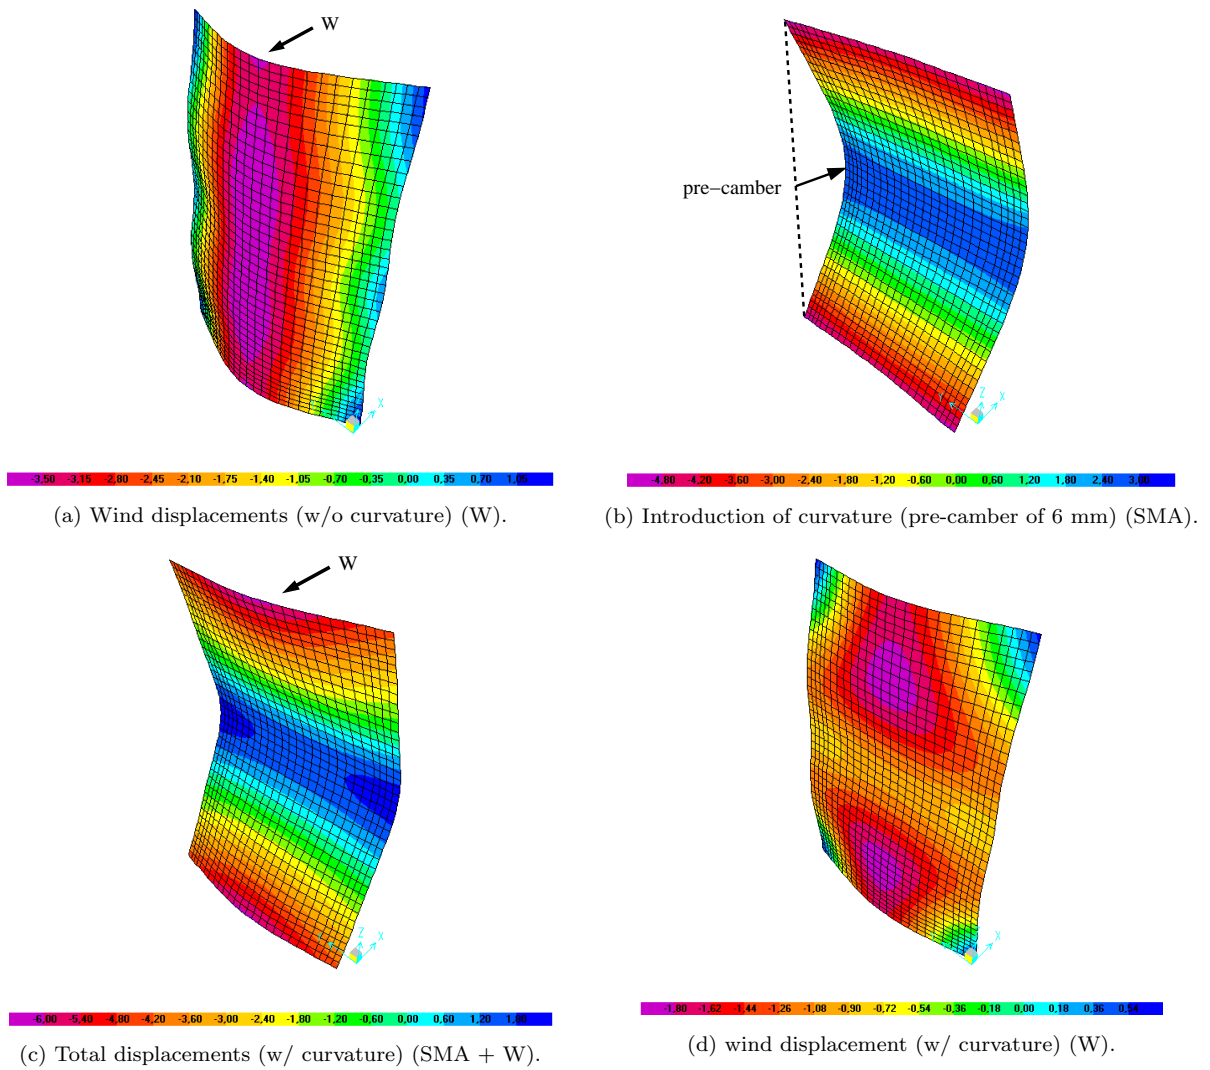 W
-3,50 -3,15 -2,80 -2,45 -2,10 -1,75 -1,40 -1,05 -0,70 -0,35 0,00 0,35 0,70 1,05
X
(a) Wind displacements (w/o curvature) (W).
pre−camber
Y Z X
-4,80 -4,20 -3,60 -3,00 -2,40 -1,80 -1,20 -0,60 0,00 0,60 1,20 1,80 2,40 3,00
(b) Introduction of curvature (pre-camber of 6 mm) (SMA).
W
Z X
-6,00 -5,40 -4,80 -4,20 -3,60 -3,00 -2,40 -1,80 -1,20 -0,60 0,00 0,60 1,20 1,80
(c) Total displacements (w/ curvature) (SMA + W).
-1,80 -1,62 -1,44 -1,26 -1,08 -0,90 -0,72 -0,54 -0,36 -0,18 0,00 0,18 0,36 0,54
(d) wind displacement (w/ curvature) (W).